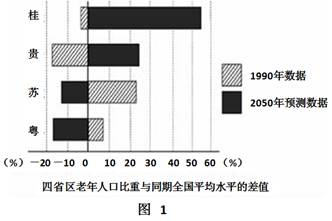 桂
贵
苏
粤
1990年数据
2050年预测数据
(%) -20 -10 0 10 20 30 40 50 60 (%)
四省区老年人口比重与同期全国平均水平的差值
图 1